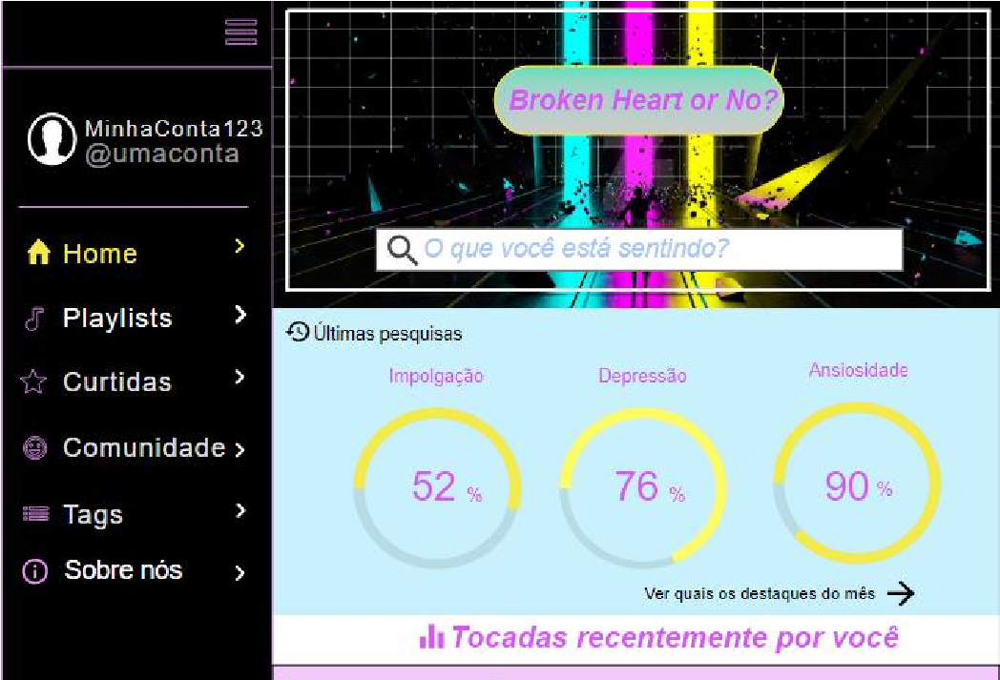 MinhaConta123
@umaconta
Home
Playlists
Curtidas
Comunidade
Tags
Sobre nós
Broken Heart or No?
O que você está sentindo?
Últimas pesquisas
Impolgação
Depressão
Ansiosidade
52 %
76 %
90 %
Ver quais os destaques do mês
Tocadas recentemente por você